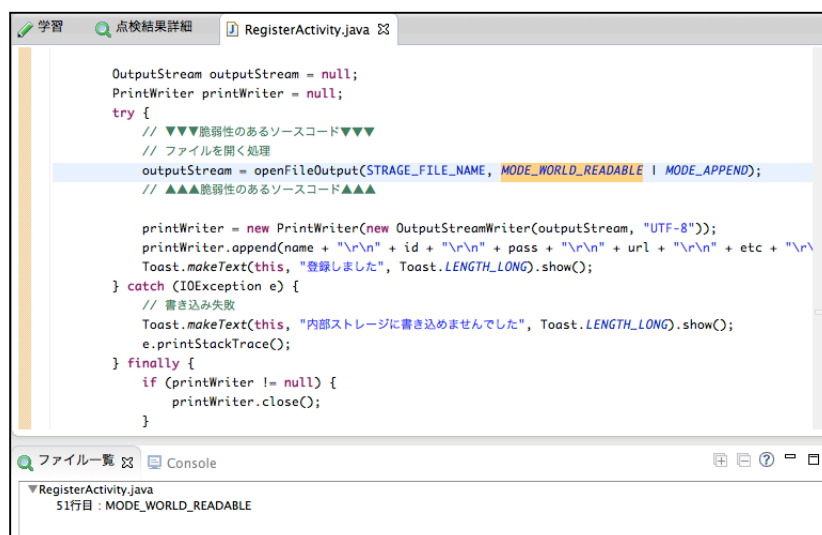 学習 点検結果詳細 RegisterActivity.java
OutputStream outputStream = null;
PrintWriter printWriter = null;
try {
// ▼▼▼脆弱性のあるソースコード▼▼▼
// ファイルを開く処理
outputStream = openFileOutput(STRAGE_FILE_NAME, MODE_WORLD_READABLE | MODE_APPEND);
// ▲▲▲脆弱性のあるソースコード▲▲▲
printWriter = new PrintWriter(new OutputStreamWriter(outputStream, "UTF-8"));
printWriter.append(name + "\r\n" + id + "\r\n" + pass + "\r\n" + url + "\r\n" + etc + "\r\
Toast.makeText(this, "登録しました", Toast.LENGTH_LONG).show();
} catch (IOException e) {
// 書き込み失敗
Toast.makeText(this, "内部ストレージに書き込めませんでした", Toast.LENGTH_LONG).show();
e.printStackTrace();
} finally {
if (printWriter != null) {
printWriter.close();
}
ファイル一覧 Console
▼RegisterActivity.java
51行目：MODE_WORLD_READABLE